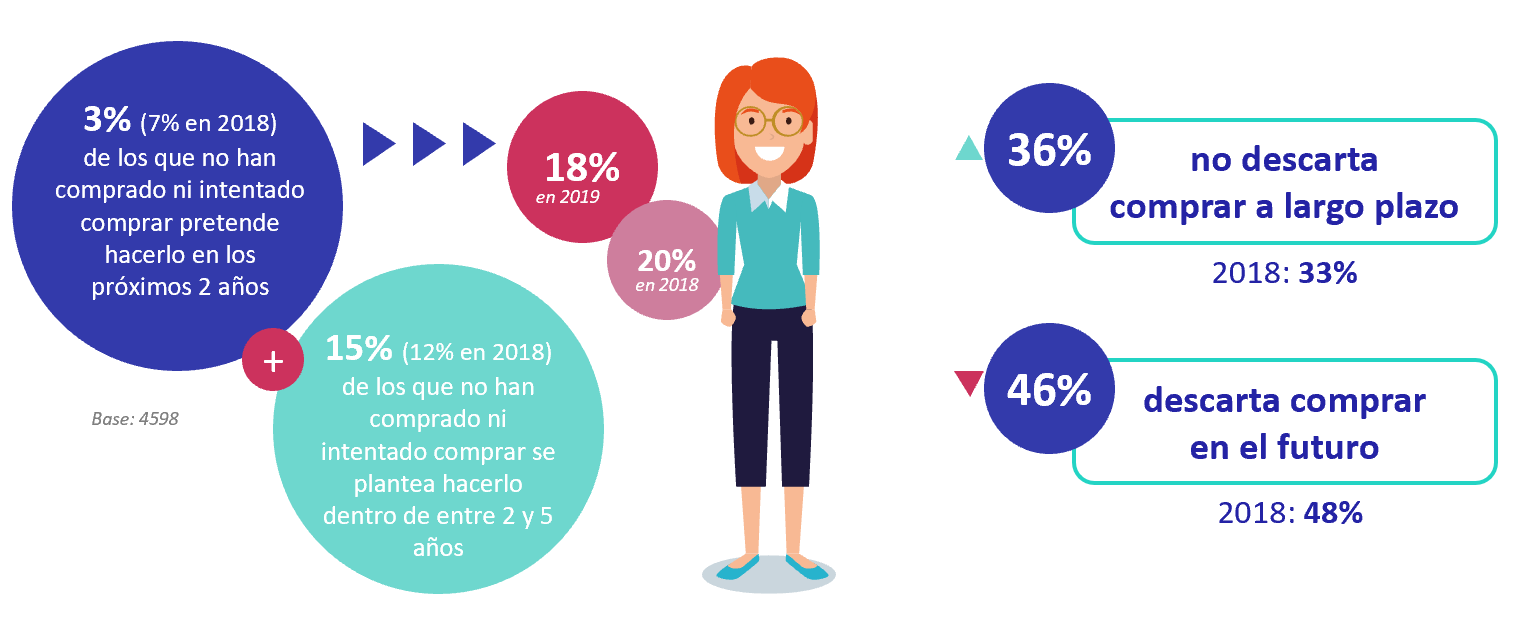 3% (7% en 2018)
de los que no han
comprado ni intentado
comprar pretende
hacerlo en los
próximos 2 años
+
15% (12% en 2018)
de los que no han
comprado ni
intentado comprar se
plantea hacerlo
dentro de entre 2 y 5
años
Base: 4598
18%
en 2019
20%
en 2018
36%
no descarta
comprar a largo plazo
2018: 33%
46%
descarta comprar
en el futuro
2018: 48%